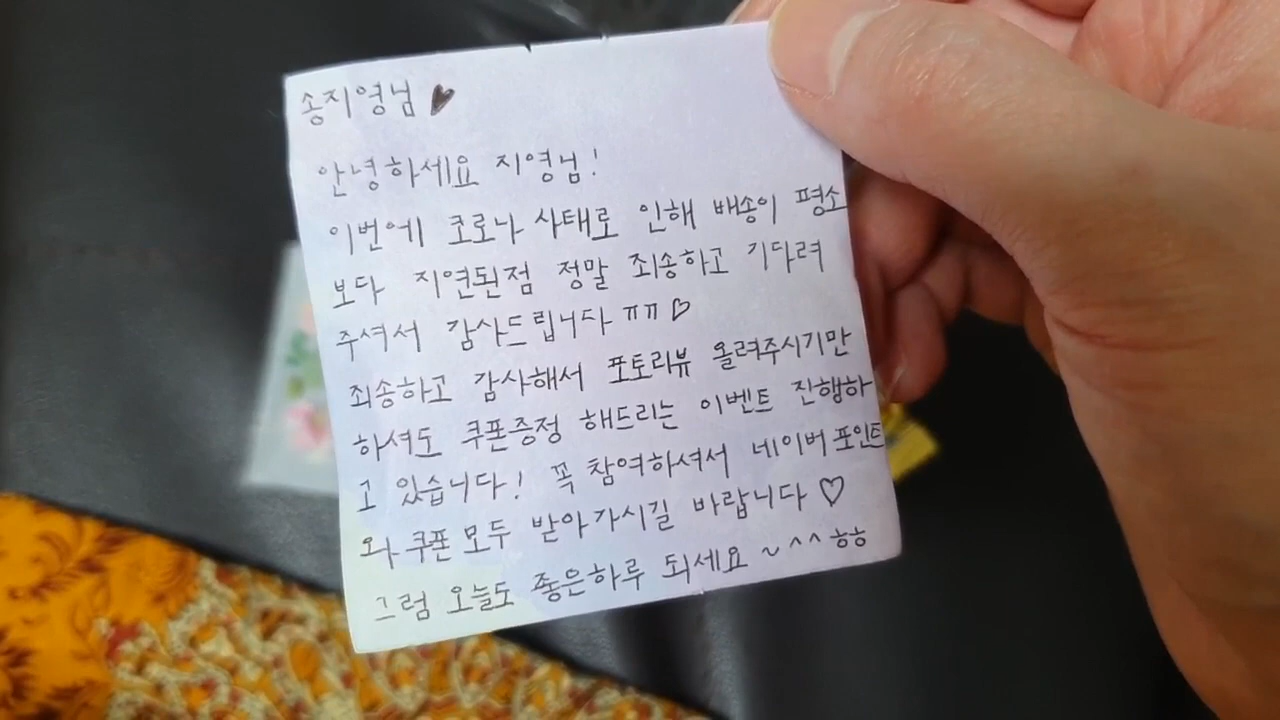 송지영님 ♥
안녕하세요 지영님!
이번에 코로나 사태로 인해 배송이 평소
보다 지연된점 정말 죄송하고 기다려
주셔서 감사드립니다 ㅠㅠ ♡
죄송하고 감사해서 포토리뷰 올려주시기만
하셔도 쿠폰증정 해드리는 이벤트 진행하
고 있습니다! 꼭 참여하셔서 네이버 포인트
와 쿠폰 모두 받아가시길 바랍니다 ♡
그럼 오늘도 좋은하루 되세요 ~ ^^ ㅎㅎ